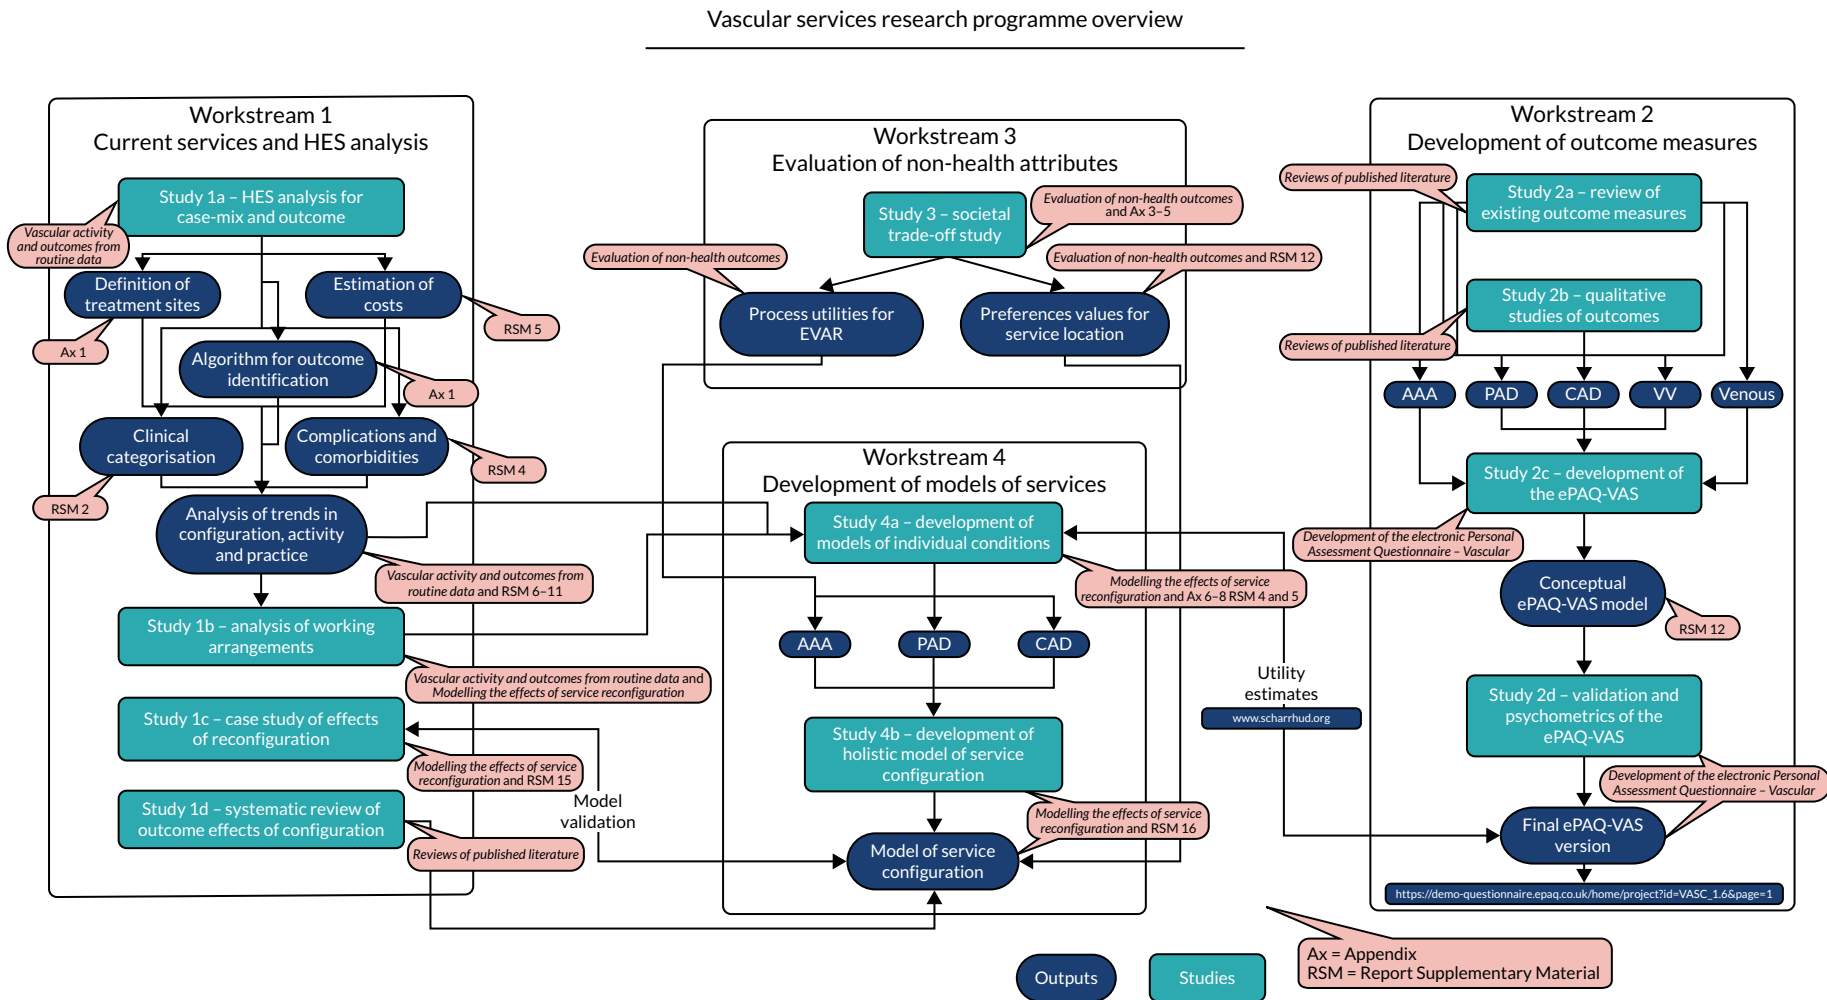 Vascular services research programme overview
Workstream 1
Current services and HES analysis
Study 1a – HES analysis for
case-mix and outcome
Vascular activity
and outcomes from
routine data
Definition of
treatment sites
Estimation of
costs
Ax 1
RSM 5
Algorithm for outcome
identification
Ax 1
Clinical
categorisation
Complications and
comorbidities
RSM 2
RSM 4
Analysis of trends in
configuration, activity
and practice
Vascular activity and outcomes from
routine data and RSM 6–11
Study 1b – analysis of working
arrangements
Vascular activity and outcomes from routine data and
Modelling the effects of service reconfiguration
Study 1c – case study of effects
of reconfiguration
Modelling the effects of service
reconfiguration and RSM 15
Study 1d – systematic review of
outcome effects of configuration
Reviews of published literature
Model
validation
Workstream 3
Evaluation of non-health attributes
Study 3 – societal
trade-off study
Evaluation of non-health outcomes
and Ax 3–5
Evaluation of non-health outcomes
Evaluation of non-health outcomes and RSM 12
Process utilities for
EVAR
Preferences values for
service location
Workstream 4
Development of models of services
Study 4a – development of
models of individual conditions
Modelling the effects of service
reconfiguration and Ax 6–8 RSM 4 and 5
AAA
PAD
CAD
Study 4b – development of
holistic model of service
configuration
Modelling the effects of service
reconfiguration and RSM 16
Model of service
configuration
Utility
estimates
www.scharrhud.org
Workstream 2
Development of outcome measures
Reviews of published literature
Study 2a – review of
existing outcome measures
Study 2b – qualitative
studies of outcomes
Reviews of published literature
AAA
PAD
CAD
VV
Venous
Study 2c – development of
the ePAQ-VAS
Development of the electronic Personal
Assessment Questionnaire – Vascular
Conceptual
ePAQ-VAS model
RSM 12
Study 2d – validation and
psychometrics of the
ePAQ-VAS
Development of the electronic Personal
Assessment Questionnaire – Vascular
Final ePAQ-VAS
version
https://demo-questionnaire.epaq.co.uk/home/project?id=VASC_1.6&page=1
Outputs
Studies
Ax = Appendix
RSM = Report Supplementary Material